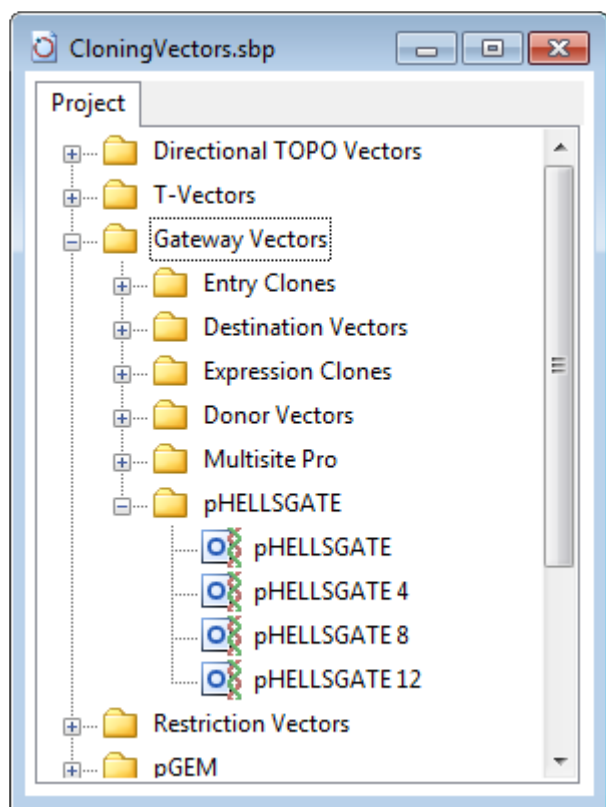 CloningVectors.sbp
Project
Directional TOPO Vectors
T-Vectors
Gateway Vectors
Entry Clones
Destination Vectors
Expression Clones
Donor Vectors
Multisite Pro
pHELLSGATE
pHELLSGATE
pHELLSGATE 4
pHELLSGATE 8
pHELLSGATE 12
Restriction Vectors
pGEM